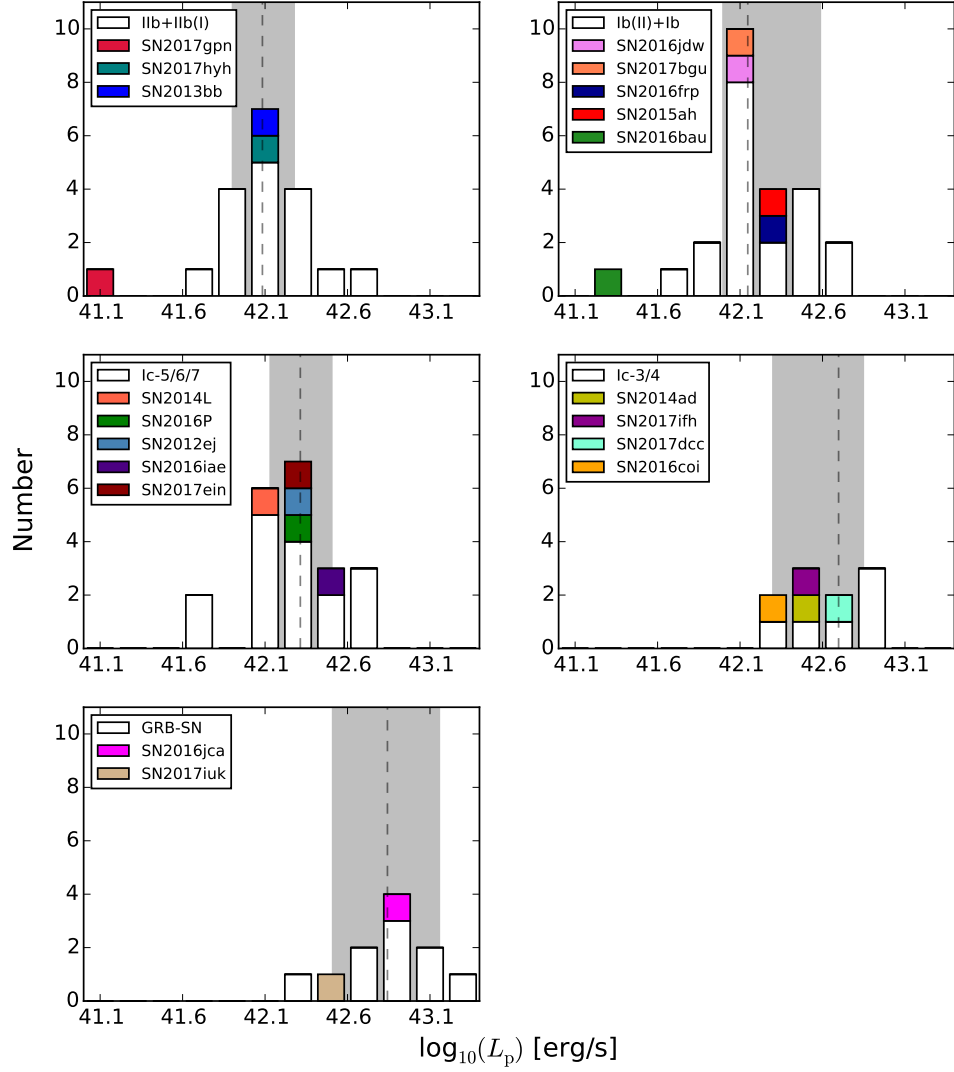 IIb+IIb(I)
SN2017gpn
SN2017hyh
SN2013bb
10
8
6
4
2
0
41.1 41.6 42.1 42.6 43.1
Ib(II)+Ib
SN2016jdw
SN2017bgu
SN2016frp
SN2015ah
SN2016bau
10
8
6
4
2
0
41.1 41.6 42.1 42.6 43.1
Number
Ic-5/6/7
SN2014L
SN2016P
SN2012ej
SN2016iae
SN2017ein
10
8
6
4
2
0
41.1 41.6 42.1 42.6 43.1
Ic-3/4
SN2014ad
SN2017ifh
SN2017dcc
SN2016coi
10
8
6
4
2
0
41.1 41.6 42.1 42.6 43.1
GRB-SN
SN2016jca
SN2017iuk
10
8
6
4
2
0
41.1 41.6 42.1 42.6 43.1
log₁₀(Lₚ) [erg/s]